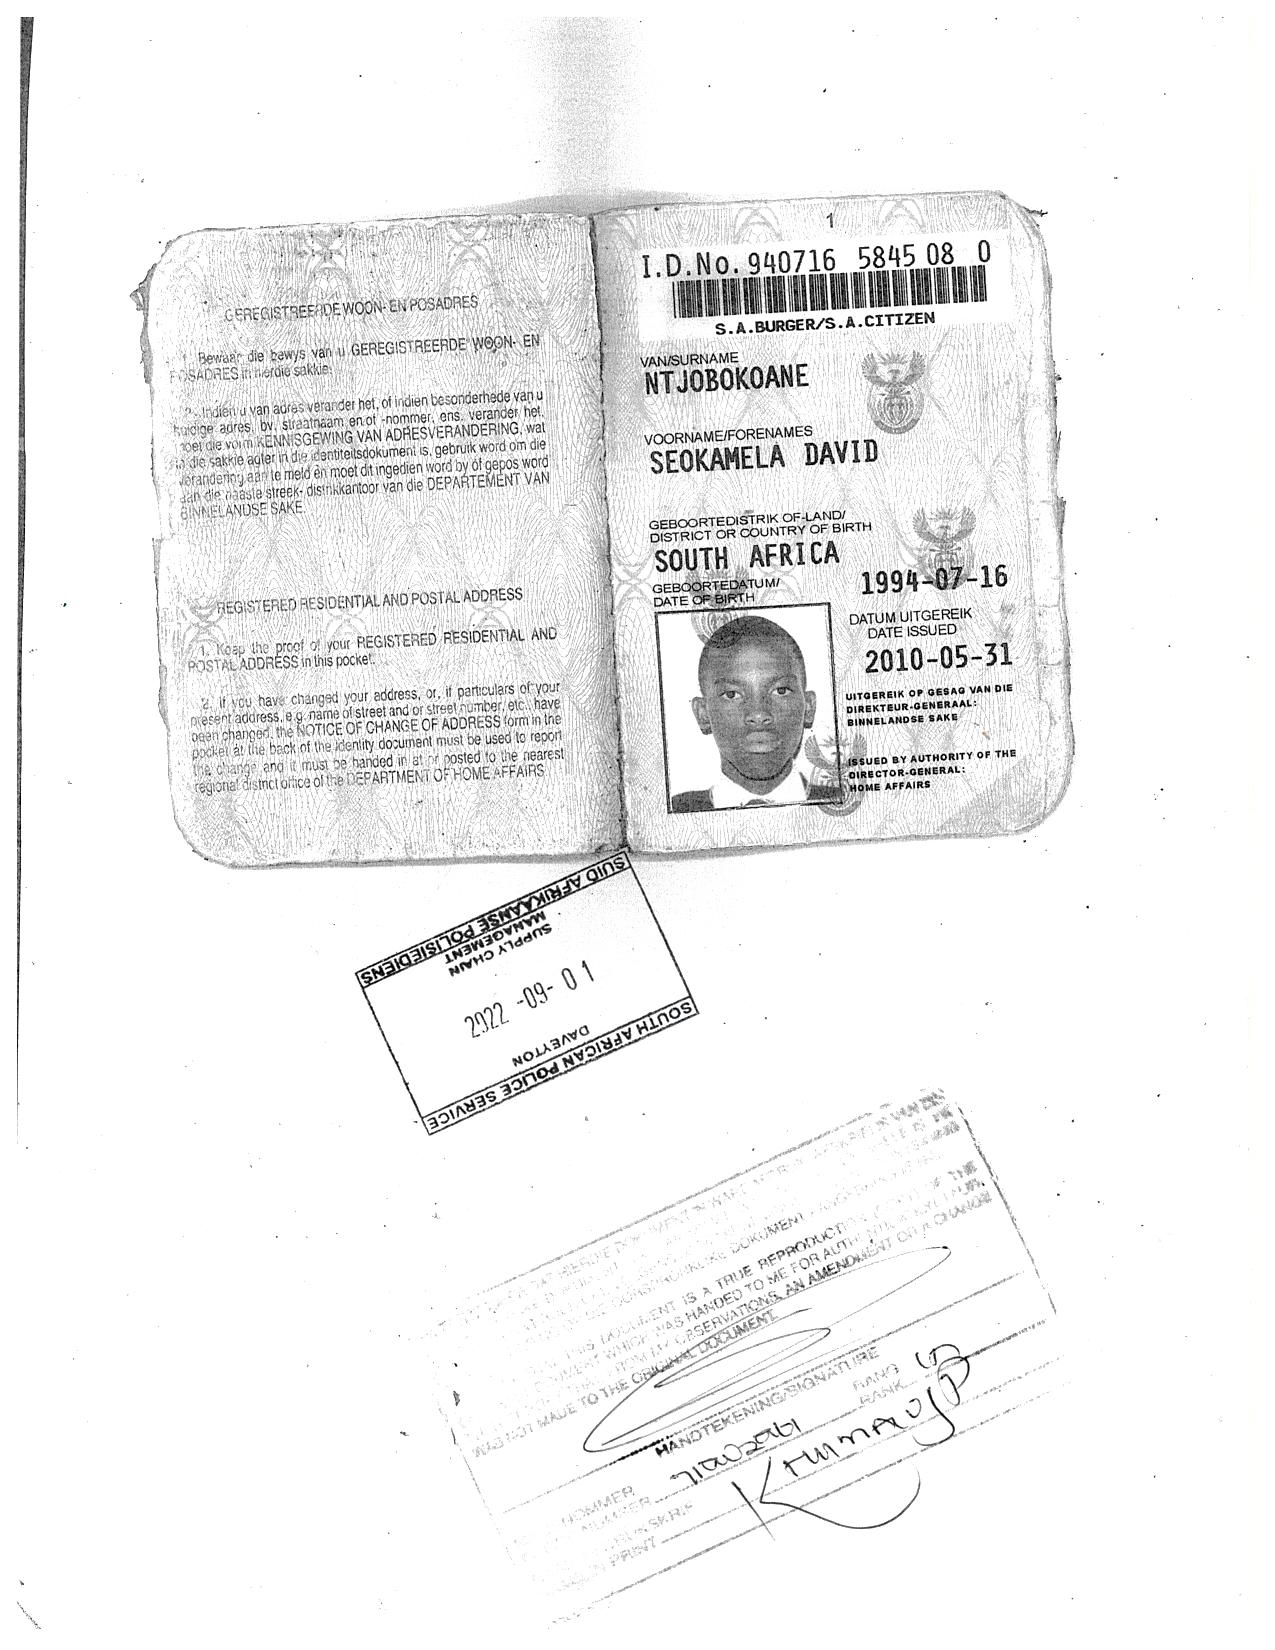 GEREGISTREERDE WOON- EN POSADRES
1. Bewaar die bewys van u GEREGISTREERDE WOON- EN
POSADRES in hierdie sakkie.
2. Indien u van adres verander het, of indien besonderhede van u
huidige adres, bv. straatnaam en of -nommer, ens. verander het,
moet die vorm KENNISGEWING VAN ADRESVERANDERING, wat
in die sakkie agter in die identiteitsdokument is, gebruik word om die
verandering aan te meld en moet dit ingedien word by of gepos word
aan die naaste streek- distrikkantoor van die DEPARTEMENT VAN
BINNELANDSE SAKE
REGISTERED RESIDENTIAL AND POSTAL ADDRESS
1. Keep the proof of your REGISTERED RESIDENTIAL AND
POSTAL ADDRESS in this pocket.
2. If you have changed your address, or, if particulars of your
present address, e.g. name of street and or street number, etc., have
been changed, the NOTICE OF CHANGE OF ADDRESS form in the
pocket at the back of the identity document must be used to report
the change and it must be handed in at or posted to the nearest
regional district office of the DEPARTMENT OF HOME AFFAIRS
1
I.D.No. 940716 5845 08 0
S.A.BURGER/S.A.CITIZEN
VAN/SURNAME
NTJOBOKOANE
VOORNAME/FORENAMES
SEOKAMELA DAVID
GEBOORTEDISTRIK OF-LAND/
DISTRICT OR COUNTRY OF BIRTH
SOUTH AFRICA
GEBOORTEDATUM/
DATE OF BIRTH
1994-07-16
DATUM UITGEREIK
DATE ISSUED
2010-05-31
UITGEREIK OP GESAG VAN DIE
DIREKTEUR-GENERAAL:
BINNELANDSE SAKE
ISSUED BY AUTHORITY OF THE
DIRECTOR-GENERAL:
HOME AFFAIRS
SUID AFRIKAANSE POLISIEDIENS
SUPPLY CHAIN
MANAGEMENT
2022 -09- 01
DAVEYTON
SOUTH AFRICAN POLICE SERVICE
THIS DOCUMENT IS A TRUE REPRODUCTION (COPY) OF THE
DOCUMENT WHICH WAS HANDED TO ME FOR AUTHENTICATION
OBSERVATIONS, AN AMENDMENT OR A CHANGE
WAS NOT MADE TO THE ORIGINAL DOCUMENT.
HANDTEKENING/SIGNATURE
RANG
RANK
NOMMER
NUMBER
PRINT